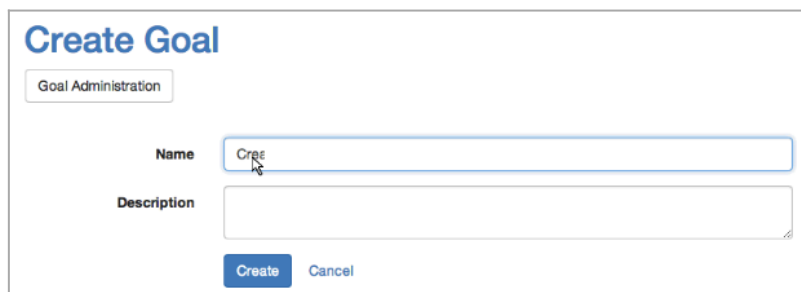 Create Goal
Goal Administration
Name Crea
Description
Create Cancel